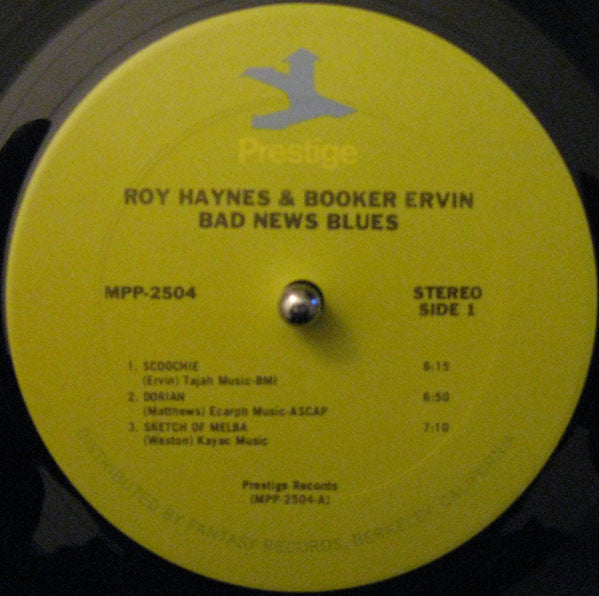 Prestige
ROY HAYNES & BOOKER ERVIN
BAD NEWS BLUES
MPP-2504
STEREO
SIDE 1
1. SCOOCHIE 6:15
(Ervin) Tajah Music-BMI
2. DORIAN 6:50
(Matthews) Ecarph Music-ASCAP
3. SKETCH OF MELBA 7:10
(Weston) Kayac Music
Prestige Records
(MPP-2504-A)
DISTRIBUTED BY FANTASY RECORDS, BERKELEY, CALIFORNIA